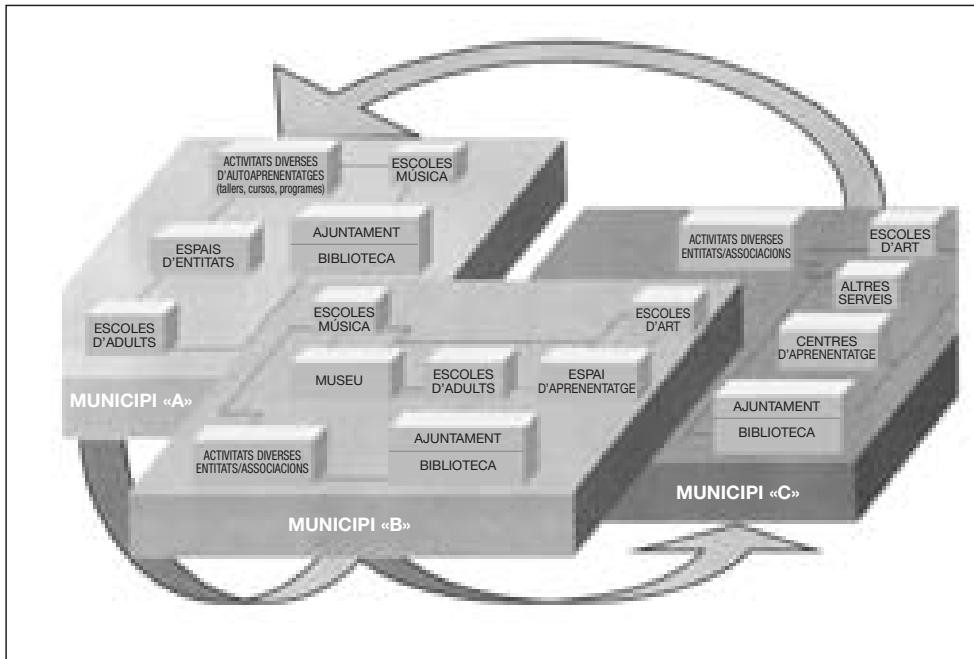 ACTIVITATS DIVERSES
D'AUTOAPRENENTATGES
(tallers, cursos, programes)
ESCOLES
MÚSICA
ESPAIS
D'ENTITATS
AJUNTAMENT
BIBLIOTECA
ESCOLES
D'ADULTS
MUNICIPI «A»
ESCOLES
MÚSICA
ESCOLES
D'ART
MUSEU
ESCOLES
D'ADULTS
ESPAI
D'APRENENTATGE
ACTIVITATS DIVERSES
ENTITATS/ASSOCIACIONS
AJUNTAMENT
BIBLIOTECA
MUNICIPI «B»
ACTIVITATS DIVERSES
ENTITATS/ASSOCIACIONS
ESCOLES
D'ART
ALTRES
SERVEIS
CENTRES
D'APRENENTATGE
AJUNTAMENT
BIBLIOTECA
MUNICIPI «C»